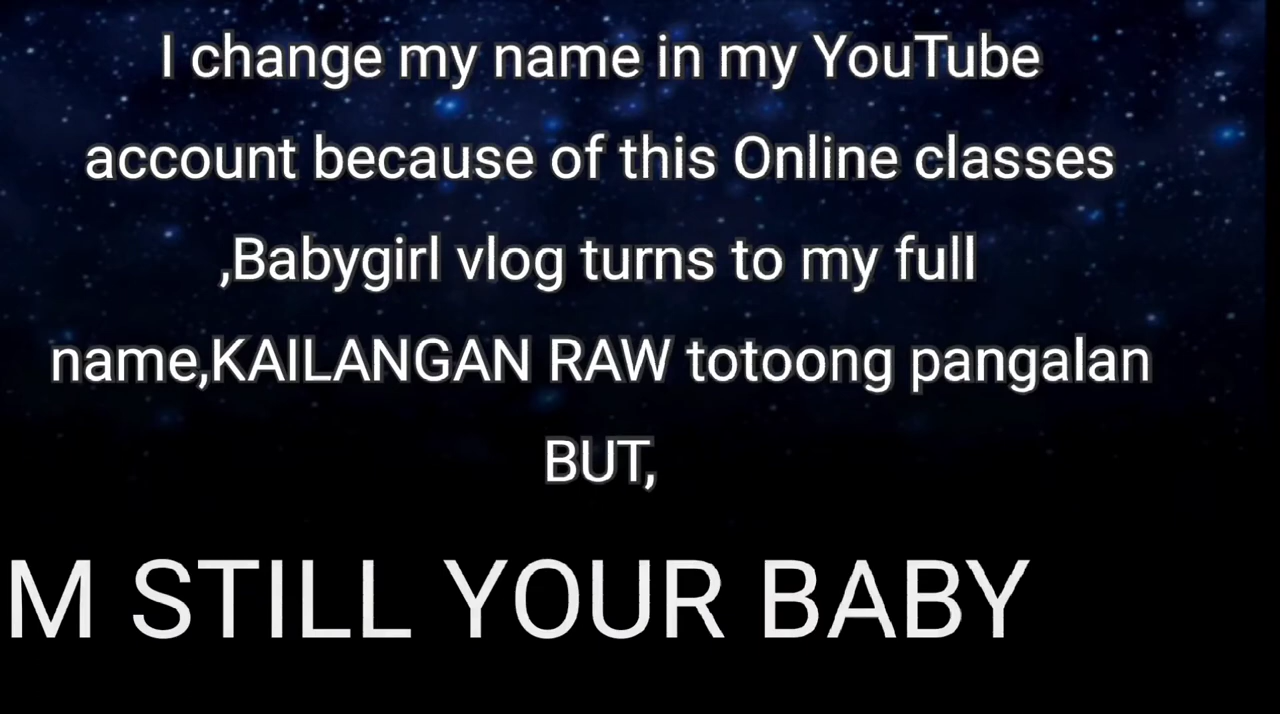 I change my name in my YouTube
account because of this Online classes
,Babygirl vlog turns to my full
name,KAILANGAN RAW totoong pangalan
BUT,
M STILL YOUR BABY